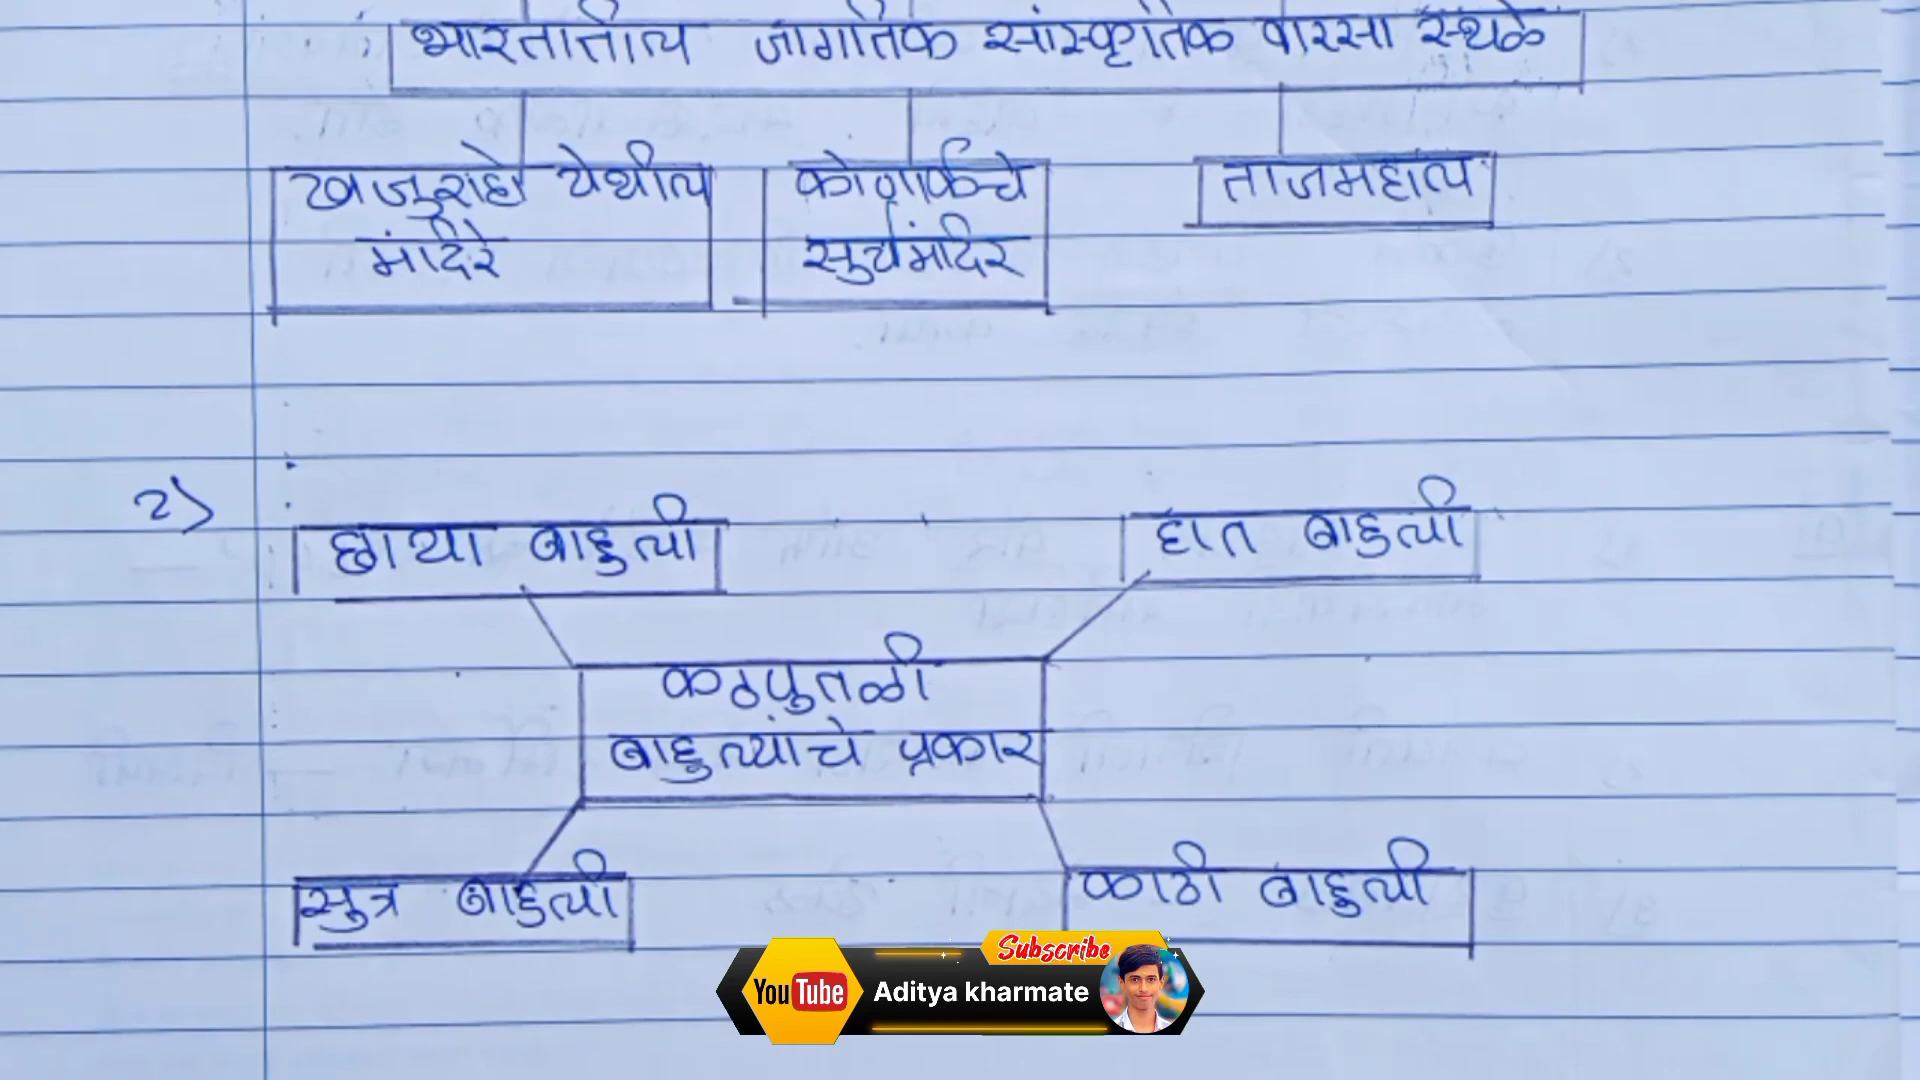 भारतातील जागतिक सांस्कृतिक वारसा स्थळे
खजुराहो येथील
मंदिरे
कोणार्कचे
सुर्यमंदिर
ताजमहाल
२)
छाया बाहुली
हात बाहुली
कठपुतळी
बाहुल्यांचे प्रकार
सुत्र बाहुली
काठी बाहुली
Subscribe
YouTube
Aditya kharmate